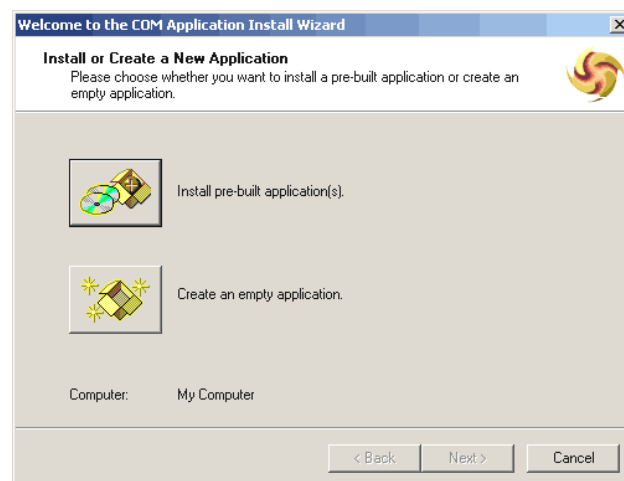 Welcome to the COM Application Install Wizard
Install or Create a New Application
Please choose whether you want to install a pre-built application or create an
empty application.
Install pre-built application(s).
Create an empty application.
Computer: My Computer
< Back Next > Cancel